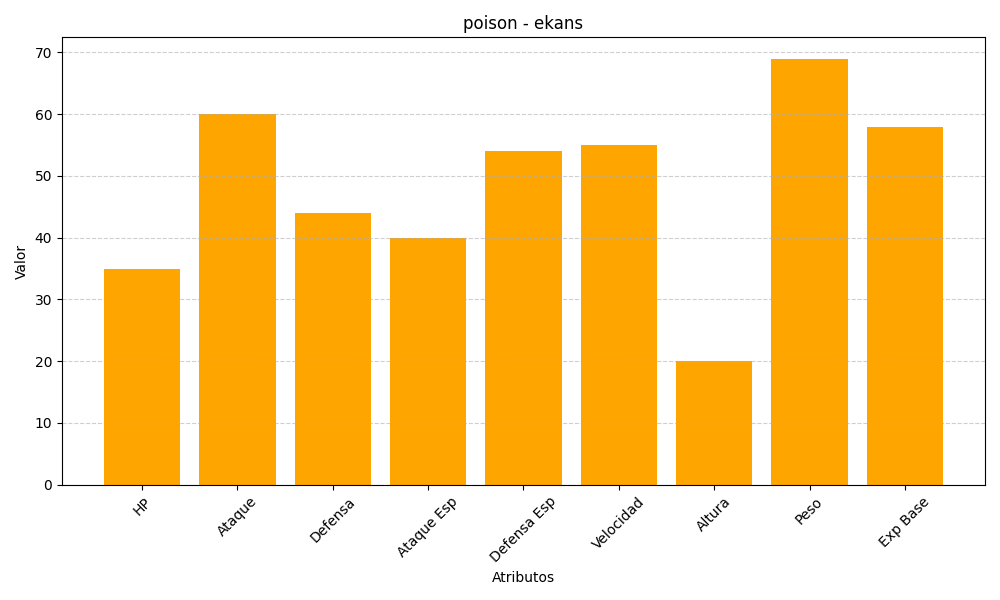 poison - ekans
Valor
70
60
50
40
30
20
10
0
HP
Ataque
Defensa
Ataque Esp
Defensa Esp
Velocidad
Altura
Peso
Exp Base
Atributos